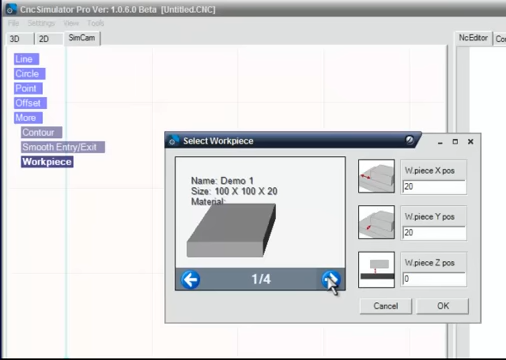 CncSimulator Pro Ver: 1.0.6.0 Beta [Untitled.CNC]
File Settings View Tools
3D 2D SimCam NcEditor
Line
Circle
Point
Offset
More
Contour
Smooth Entry/Exit
Workpiece
Select Workpiece
Name: Demo 1
Size: 100 X 100 X 20
Material:
1/4
W.piece X pos
20
W.piece Y pos
20
W.piece Z pos
0
Cancel OK